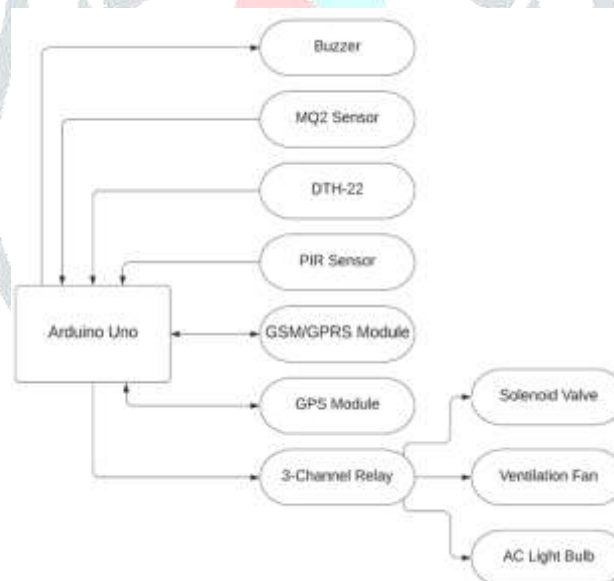 Buzzer
MQ2 Sensor
DTH-22
PIR Sensor
Arduino Uno
GSM/GPRS Module
GPS Module
Solenoid Valve
3-Channel Relay
Ventilation Fan
AC Light Bulb